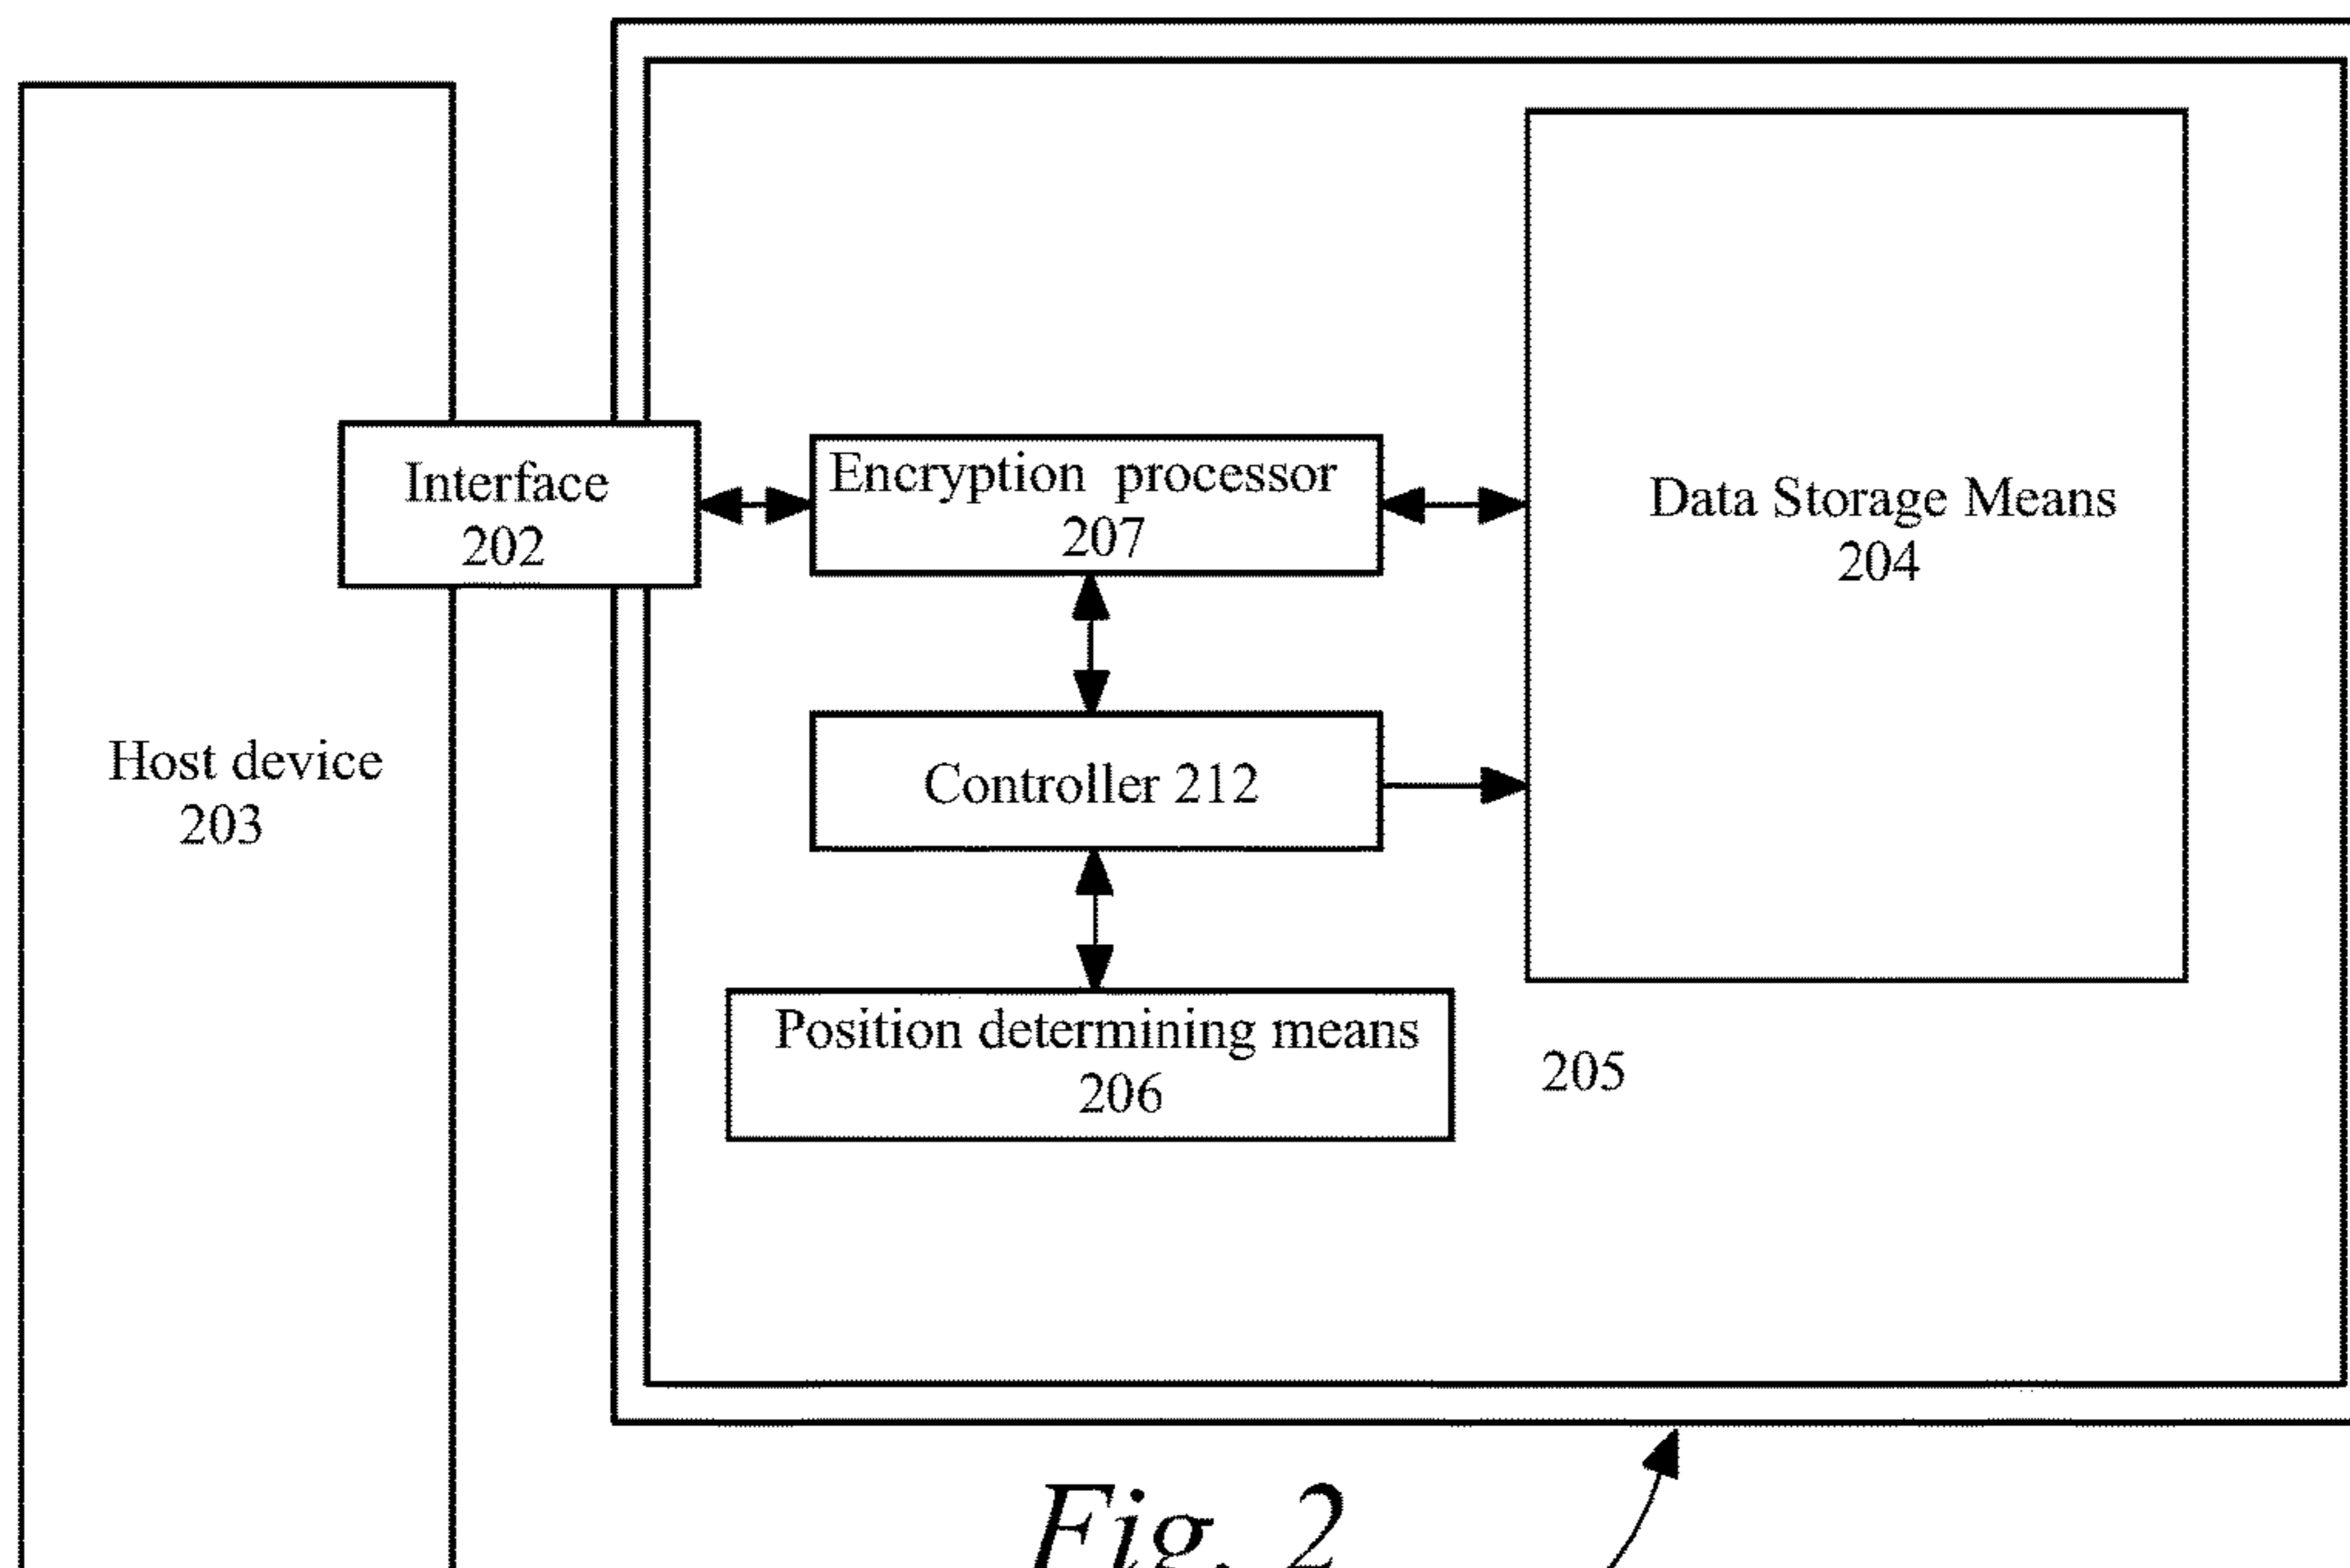 Interface
202
Encryption processor
207
Data Storage Means
204
Host device
203
Controller 212
Position determining means
206
205
Fig. 2